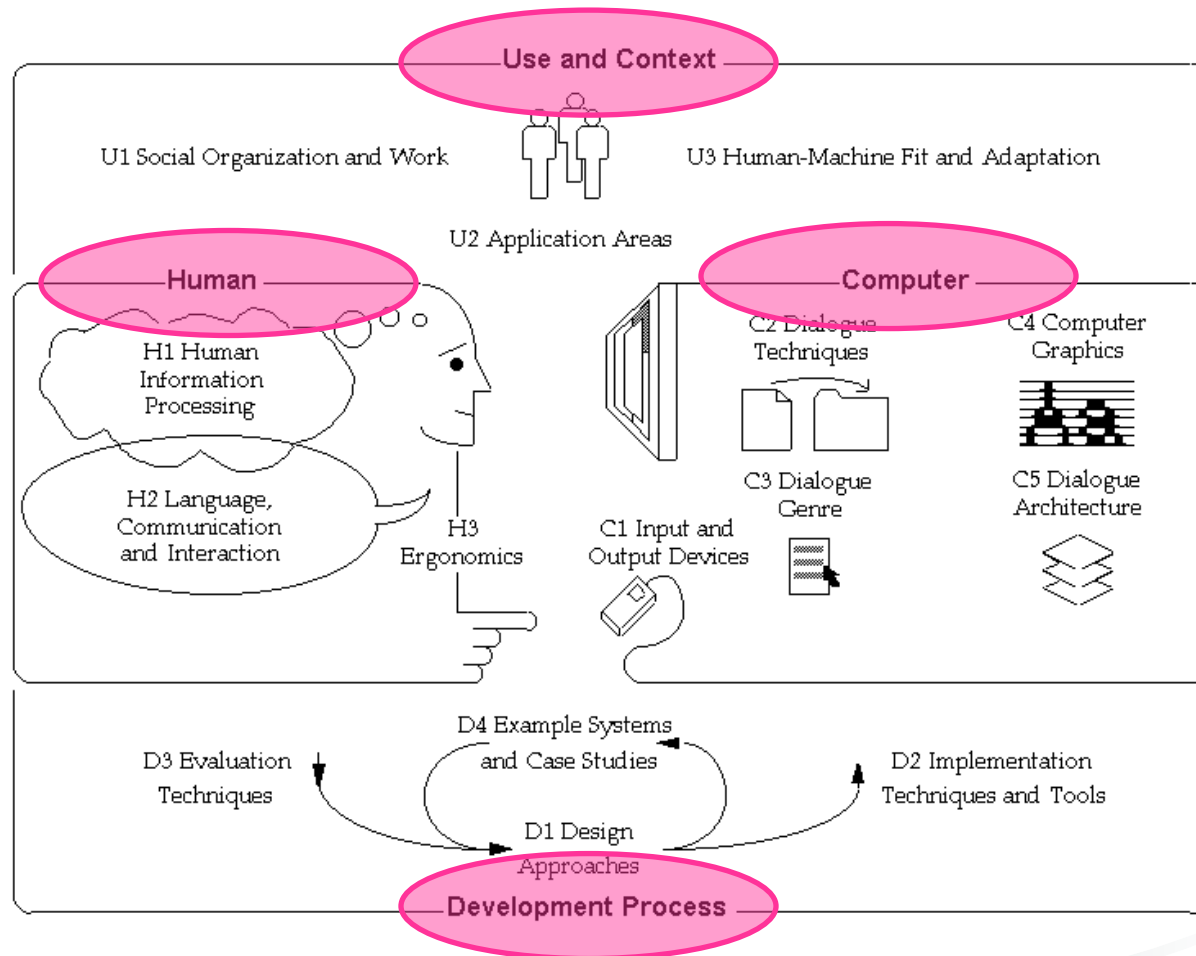 Use and Context
U1 Social Organization and Work
U3 Human-Machine Fit and Adaptation
U2 Application Areas
Human
H1 Human
Information
Processing
H2 Language,
Communication
and Interaction
H3
Ergonomics
Computer
C2 Dialogue
Techniques
C4 Computer
Graphics
C3 Dialogue
Genre
C5 Dialogue
Architecture
C1 Input and
Output Devices
D3 Evaluation
Techniques
D4 Example Systems
and Case Studies
D2 Implementation
Techniques and Tools
D1 Design
Approaches
Development Process